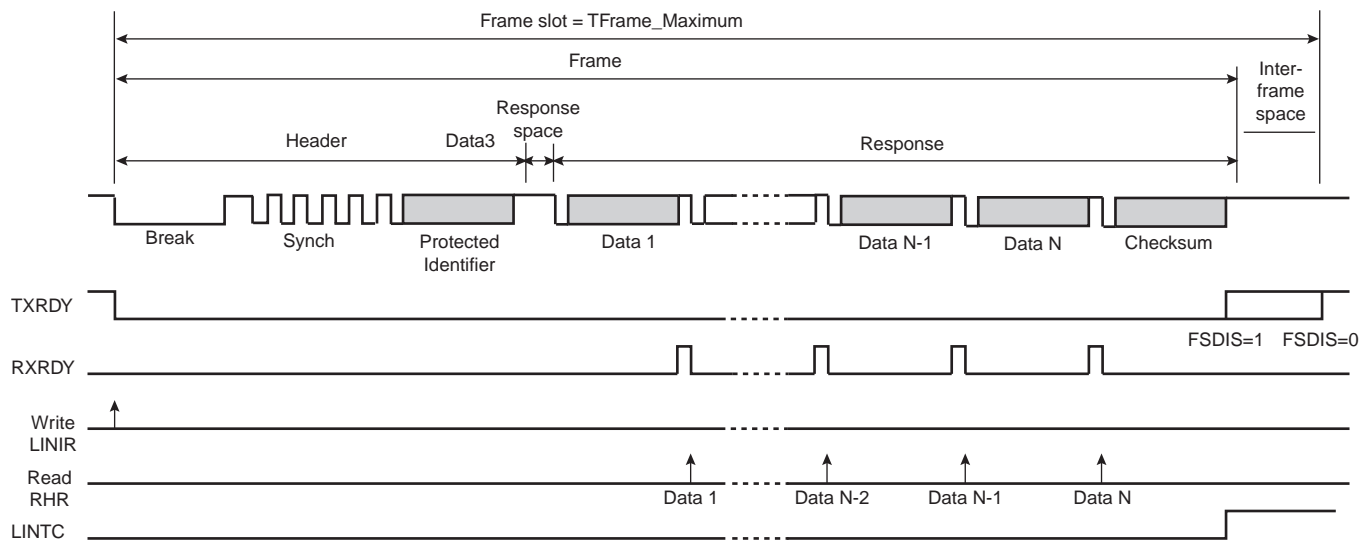 Frame slot = TFrame_Maximum
Frame
Inter-
frame
space
Response
space
Header
Data3
Response
Break
Synch
Protected
Identifier
Data 1
Data N-1
Data N
Checksum
TXRDY
FSDIS=1
FSDIS=0
RXRDY
Write
LINIR
Read
RHR
Data 1
Data N-2
Data N-1
Data N
LINTC